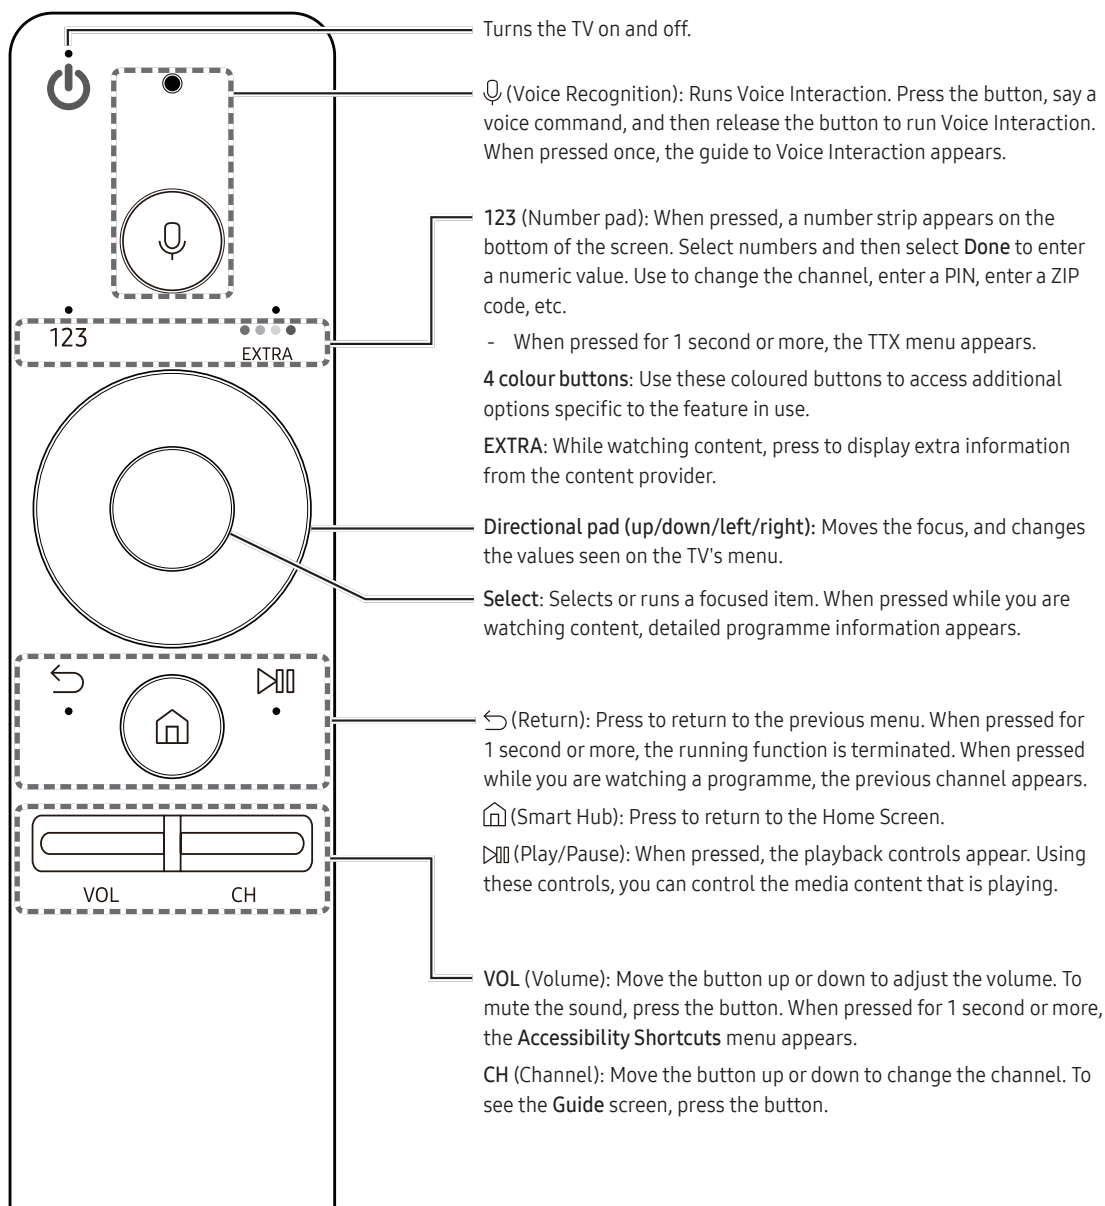 Turns the TV on and off.
(Voice Recognition): Runs Voice Interaction. Press the button, say a
voice command, and then release the button to run Voice Interaction.
When pressed once, the guide to Voice Interaction appears.
123 (Number pad): When pressed, a number strip appears on the
bottom of the screen. Select numbers and then select Done to enter
a numeric value. Use to change the channel, enter a PIN, enter a ZIP
code, etc.
- When pressed for 1 second or more, the TTX menu appears.
4 colour buttons: Use these coloured buttons to access additional
options specific to the feature in use.
EXTRA: While watching content, press to display extra information
from the content provider.
123
EXTRA
Directional pad (up/down/left/right): Moves the focus, and changes
the values seen on the TV's menu.
Select: Selects or runs a focused item. When pressed while you are
watching content, detailed programme information appears.
(Return): Press to return to the previous menu. When pressed for
1 second or more, the running function is terminated. When pressed
while you are watching a programme, the previous channel appears.
(Smart Hub): Press to return to the Home Screen.
(Play/Pause): When pressed, the playback controls appear. Using
these controls, you can control the media content that is playing.
VOL CH
VOL (Volume): Move the button up or down to adjust the volume. To
mute the sound, press the button. When pressed for 1 second or more,
the Accessibility Shortcuts menu appears.
CH (Channel): Move the button up or down to change the channel. To
see the Guide screen, press the button.